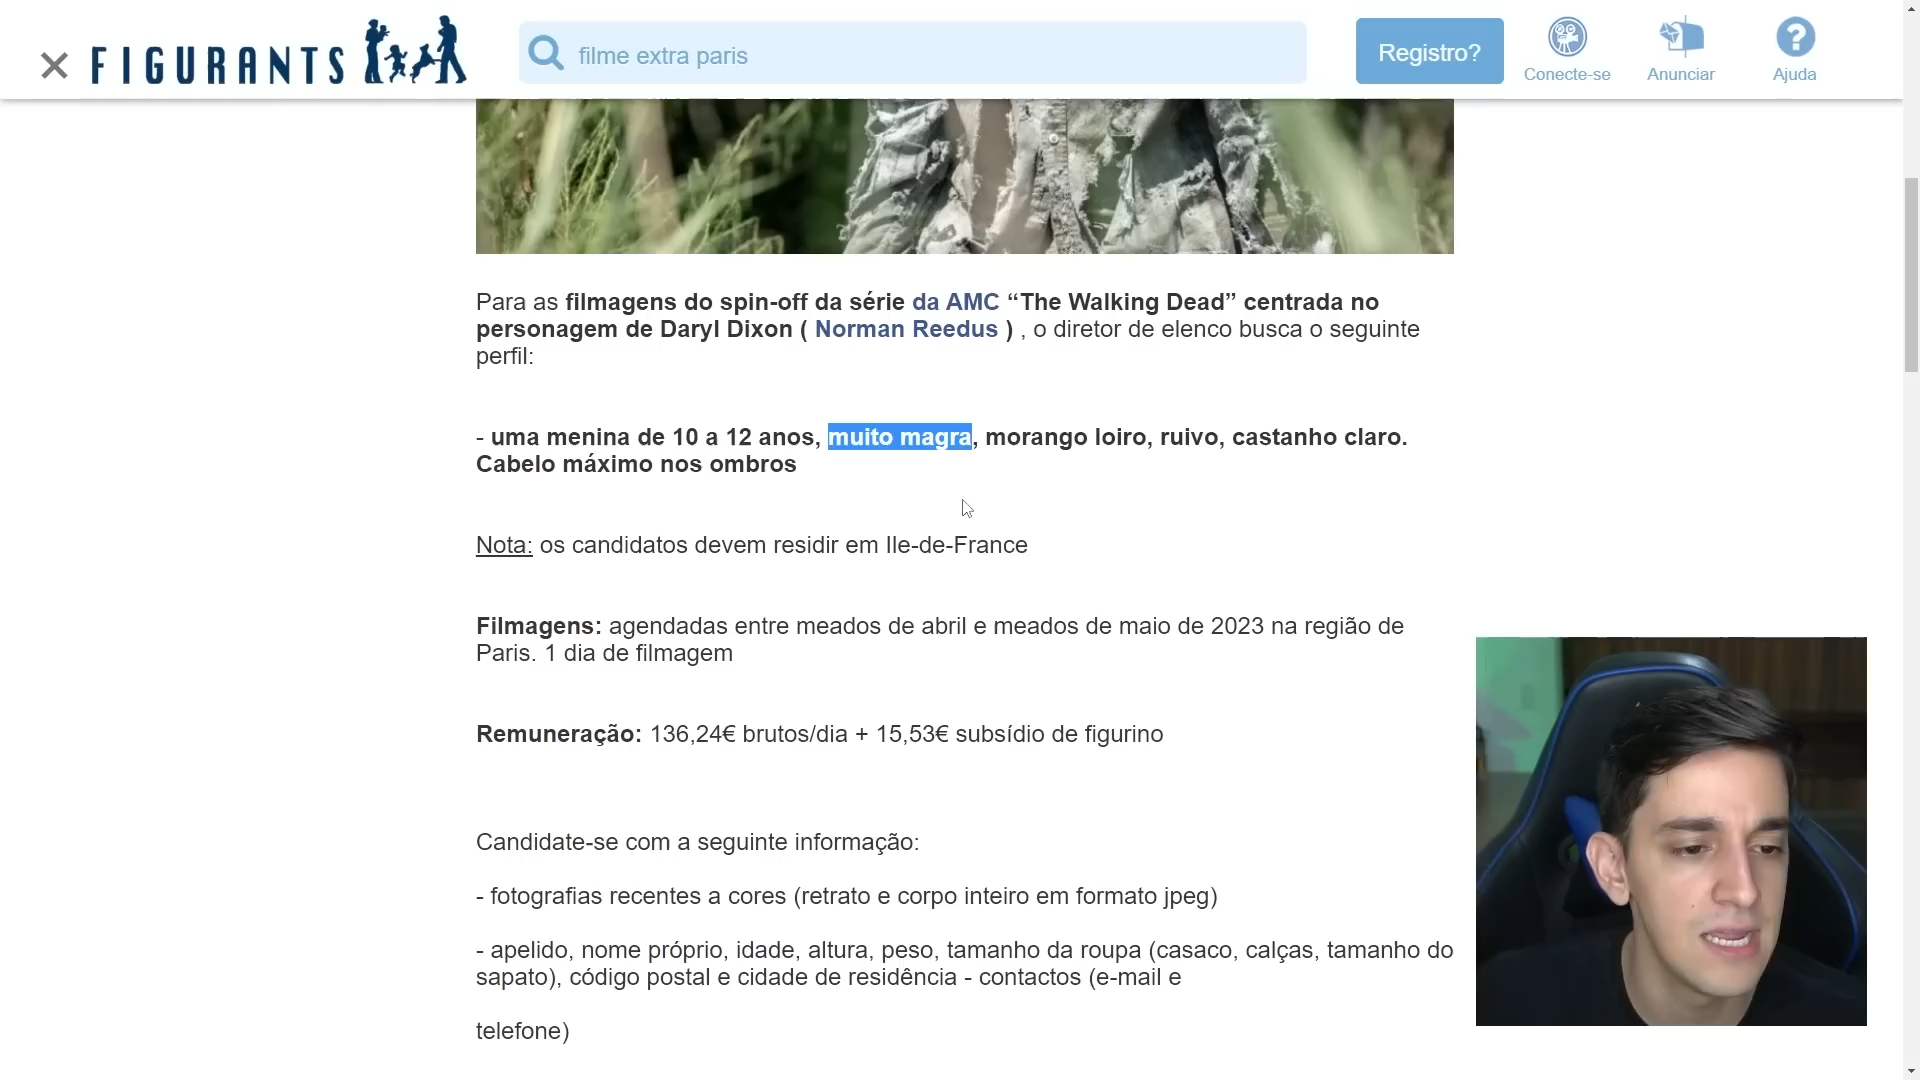 FIGURANTS
filme extra paris
Registro?
Conecte-se
Anunciar
?
Ajuda
Para as filmagens do spin-off da série da AMC “The Walking Dead” centrada no
personagem de Daryl Dixon ( Norman Reedus ) , o diretor de elenco busca o seguinte
perfil:
- uma menina de 10 a 12 anos, muito magra, morango loiro, ruivo, castanho claro.
Cabelo máximo nos ombros
Nota: os candidatos devem residir em Ile-de-France
Filmagens: agendadas entre meados de abril e meados de maio de 2023 na região de
Paris. 1 dia de filmagem
Remuneração: 136,24€ brutos/dia + 15,53€ subsídio de figurino
Candidate-se com a seguinte informação:
- fotografias recentes a cores (retrato e corpo inteiro em formato jpeg)
- apelido, nome próprio, idade, altura, peso, tamanho da roupa (casaco, calças, tamanho do
sapato), código postal e cidade de residência - contactos (e-mail e
telefone)